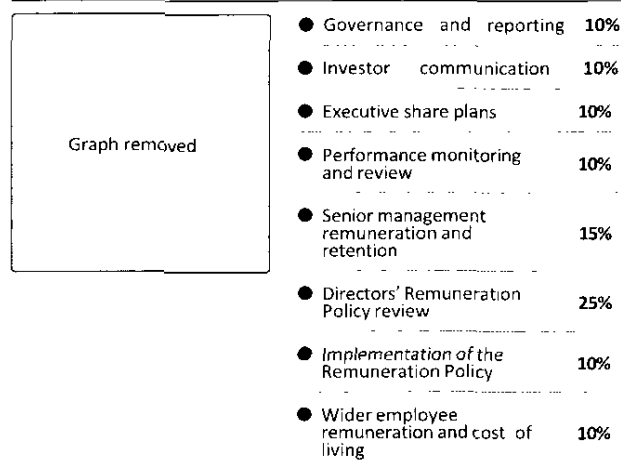 Graph removed
Governance and reporting 10%
Investor communication 10%
Executive share plans 10%
Performance monitoring
and review 10%
Senior management
remuneration and
retention 15%
Directors' Remuneration
Policy review 25%
Implementation of the
Remuneration Policy 10%
Wider employee
remuneration and cost of
living 10%